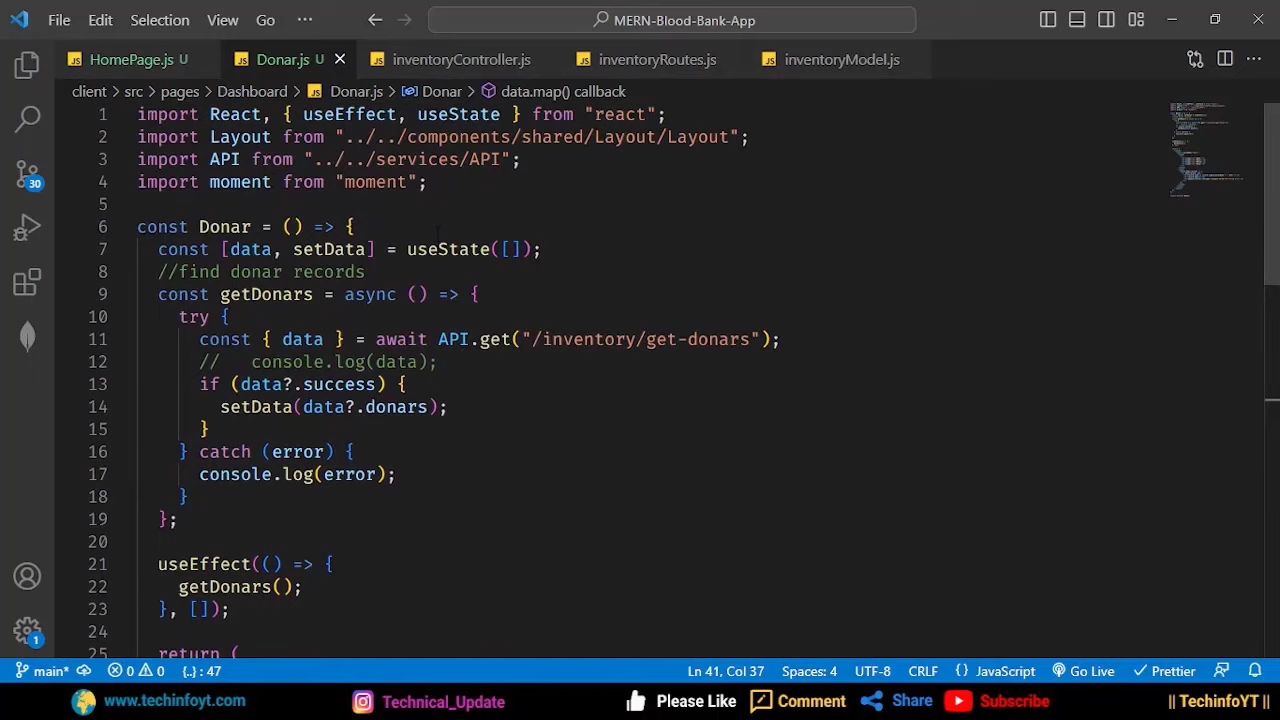 File Edit Selection View Go ··· MERN-Blood-Bank-App
HomePage.js U Donar.js U inventoryController.js inventoryRoutes.js inventoryModel.js
client > src > pages > Dashboard > Donar.js > Donar > data.map() callback
1 import React, { useEffect, useState } from "react";
2 import Layout from "../../components/shared/Layout/Layout";
3 import API from "../../services/API";
4 import moment from "moment";
5
6 const Donar = () => {
7 const [data, setData] = useState([]);
8 //find donar records
9 const getDonars = async () => {
10 try {
11 const { data } = await API.get("/inventory/get-donars");
12 //   console.log(data);
13 if (data?.success) {
14 setData(data?.donars);
15 }
16 } catch (error) {
17 console.log(error);
18 }
19 };
20
21 useEffect(() => {
22 getDonars();
23 }, []);
24
25 return (
30
1
main* 0 0 {..} : 47 Ln 41, Col 37 Spaces: 4 UTF-8 CRLF {} JavaScript Go Live Prettier
www.techinfoyt.com Technical_Update Please Like Comment Share Subscribe || TechinfoYT ||